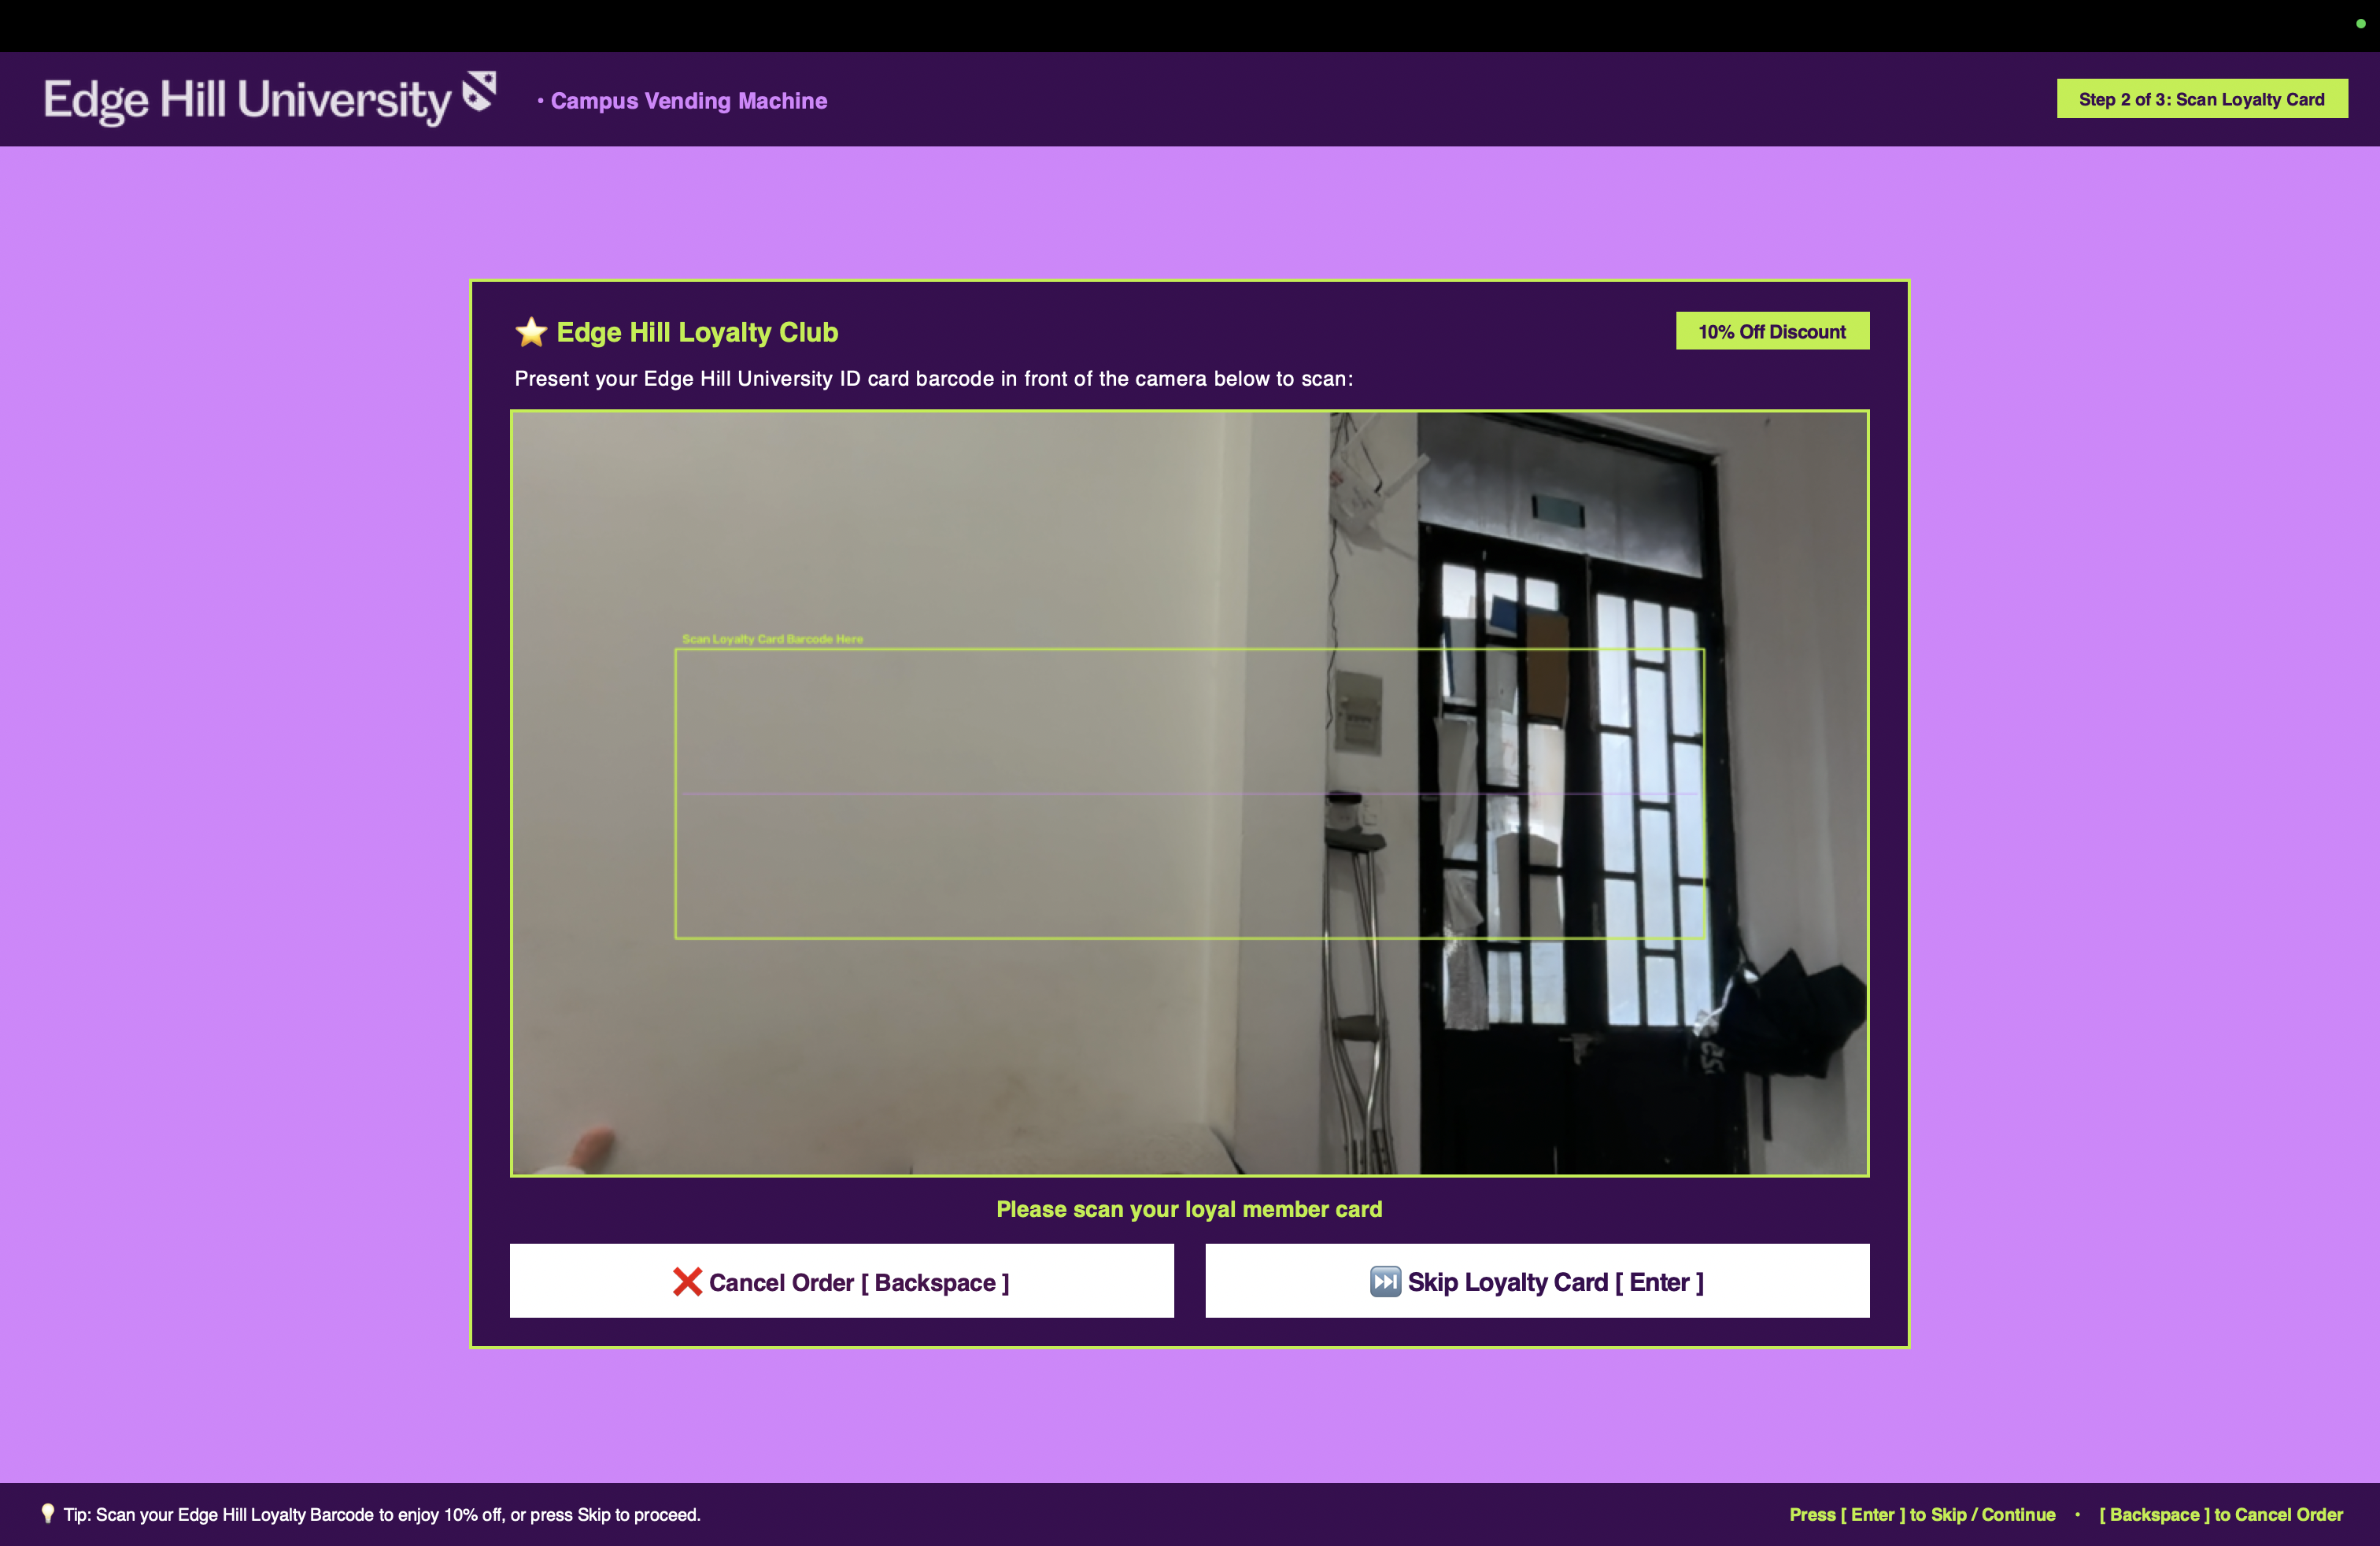 Edge Hill University
• Campus Vending Machine
Step 2 of 3: Scan Loyalty Card
Edge Hill Loyalty Club
10% Off Discount
Present your Edge Hill University ID card barcode in front of the camera below to scan:
Scan Loyalty Card Barcode Here
Please scan your loyal member card
Cancel Order [ Backspace ]
Skip Loyalty Card [ Enter ]
Tip: Scan your Edge Hill Loyalty Barcode to enjoy 10% off, or press Skip to proceed.
Press [ Enter ] to Skip / Continue • [ Backspace ] to Cancel Order